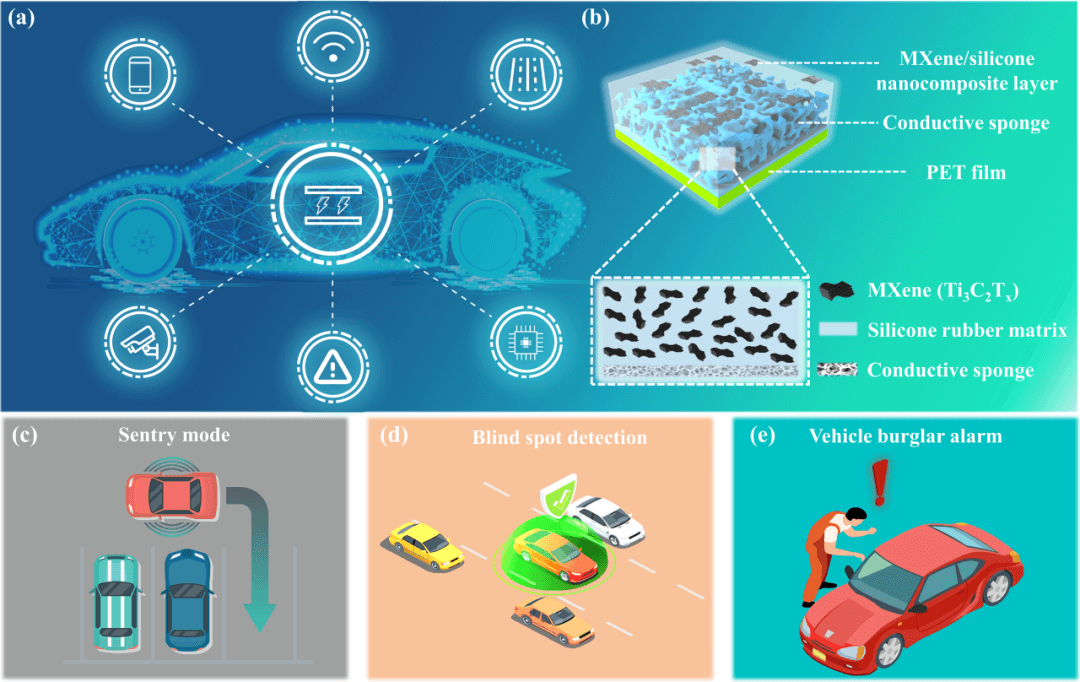 (a)
(b)
MXene/silicone
nanocomposite layer
Conductive sponge
PET film
MXene (Ti₃C₂Tₓ)
Silicone rubber matrix
Conductive sponge
(c)
Sentry mode
(d)
Blind spot detection
(e)
Vehicle burglar alarm